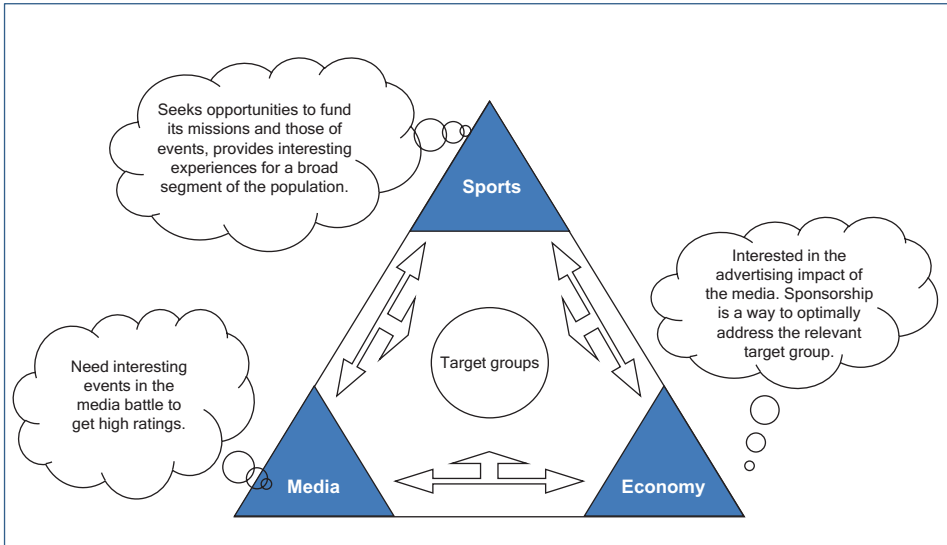 Seeks opportunities to fund
its missions and those of
events, provides interesting
experiences for a broad
segment of the population.
Sports
Interested in the
advertising impact of
the media. Sponsorship
is a way to optimally
address the relevant
target group.
Target groups
Need interesting
events in the
media battle to
get high ratings.
Media
Economy